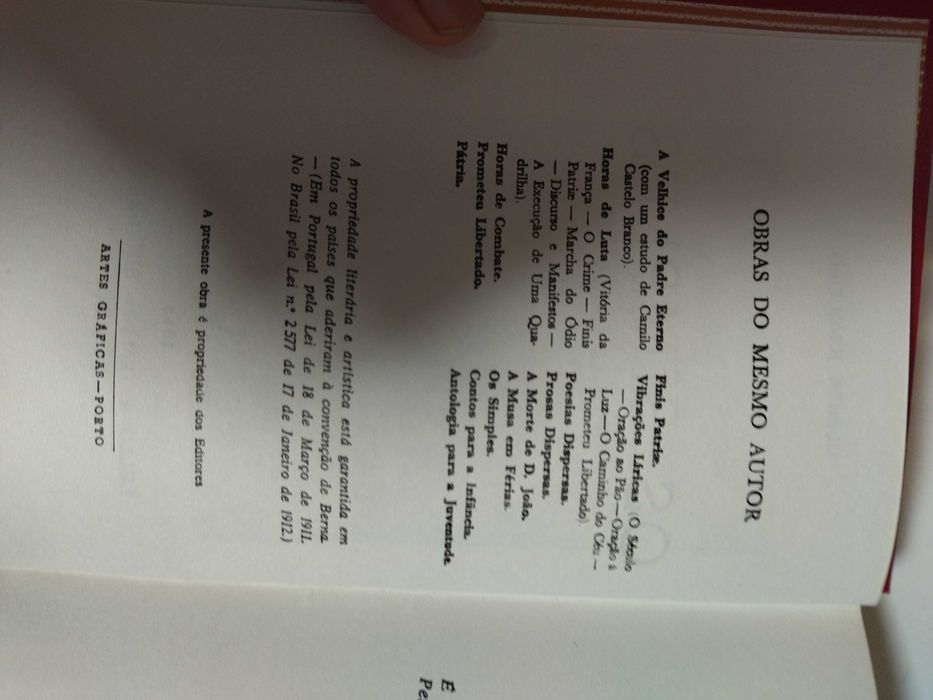 OBRAS DO MESMO AUTOR
A Velhice do Padre Eterno
(com um estudo de Camilo
Castelo Branco).
Horas de Luta (Vitória da
França — O Crime — Finis
Patriæ — Marcha do Ódio
— Discurso e Manifestos —
A Execução de Uma Qua-
drilha).
Horas de Combate.
Prometeu Libertado.
Pátria.
Finis Patriæ.
Vibrações Líricas (O Século
— Oração ao Pão — Oração à
Luz — O Caminho do Céu —
Prometeu Libertado)
Poesias Dispersas.
Prosas Dispersas.
A Morte de D. João.
A Musa em Férias.
Os Simples.
Contos para a Infância.
Antologia para a Juventude.
A propriedade literária e artística está garantida em
todos os países que aderiram à convenção de Berna
— (Em Portugal pela Lei de 18 de Março de 1911.
No Brasil pela Lei n.º 2577 de 17 de Janeiro de 1912.)
A presente obra é propriedade dos Editores
ARTES GRÁFICAS — PORTO
É
Pe